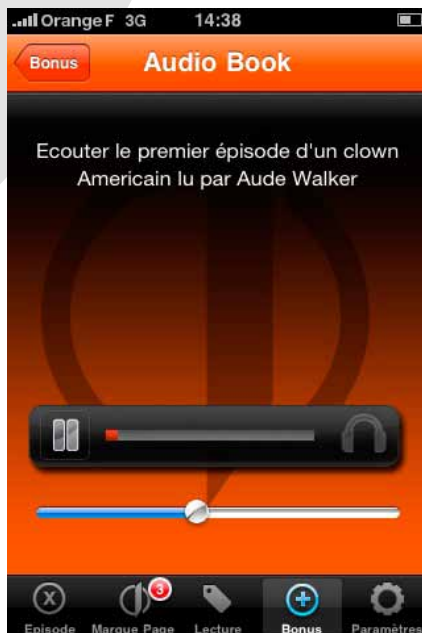 Orange F 3G 14:38
Bonus Audio Book
Ecouter le premier épisode d'un clown
Americain lu par Aude Walker
3
Episode Marque Page Lecture Bonus Paramètres